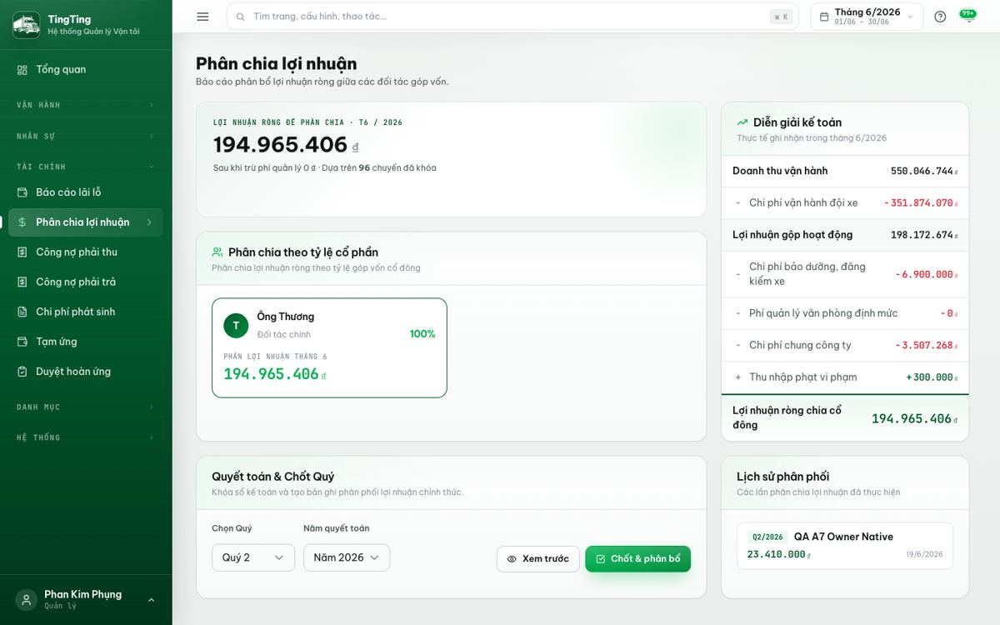 TingTing
Hệ thống Quản lý Vận tải
Tổng quan
VẬN HÀNH
NHÂN SỰ
TÀI CHÍNH
Báo cáo lãi lỗ
Phân chia lợi nhuận
Công nợ phải thu
Công nợ phải trả
Chi phí phát sinh
Tạm ứng
Duyệt hoàn ứng
DANH MỤC
HỆ THỐNG
Phan Kim Phụng
Quản lý
Tìm trang, cấu hình, thao tác...
⌘ K
Tháng 6/2026
01/06 – 30/06
99+
Phân chia lợi nhuận
Báo cáo phân bổ lợi nhuận ròng giữa các đối tác góp vốn.
LỢI NHUẬN RÒNG ĐỂ PHÂN CHIA · T6 / 2026
194.965.406 đ
Sau khi trừ phí quản lý 0 đ · Dựa trên 96 chuyến đã khóa
Phân chia theo tỷ lệ cổ phần
Phân chia lợi nhuận ròng theo tỷ lệ góp vốn cổ đông
T
Ông Thương
Đối tác chính
100%
PHẦN LỢI NHUẬN THÁNG 6
194.965.406 đ
Diễn giải kế toán
Thực tế ghi nhận trong tháng 6/2026
Doanh thu vận hành 550.046.744 đ
- Chi phí vận hành đội xe -351.874.070 đ
Lợi nhuận gộp hoạt động 198.172.674 đ
- Chi phí bảo dưỡng, đăng
kiểm xe -6.900.000 đ
- Phí quản lý văn phòng định mức -0 đ
- Chi phí chung công ty -3.507.268 đ
+ Thu nhập phạt vi phạm +300.000 đ
Lợi nhuận ròng chia cổ
đông 194.965.406 đ
Quyết toán & Chốt Quý
Khóa sổ kế toán và tạo bản ghi phân phối lợi nhuận chính thức.
Chọn Quý
Năm quyết toán
Quý 2
Năm 2026
Xem trước
Chốt & phân bổ
Lịch sử phân phối
Các lần phân chia lợi nhuận đã thực hiện
Q2/2026 QA A7 Owner Native
23.410.000 đ 19/6/2026